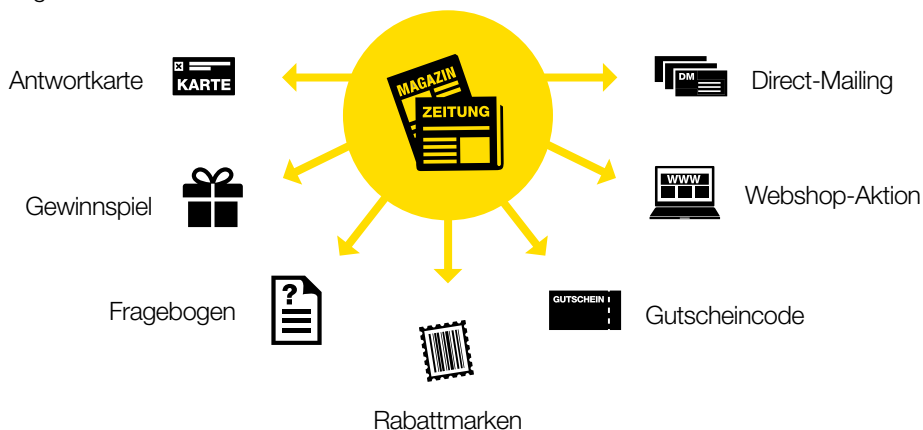 Antwortkarte
KARTE
MAGAZIN
ZEITUNG
DM
Direct-Mailing
Gewinnspiel
WWW
Webshop-Aktion
Fragebogen
?
GUTSCHEIN
Gutscheincode
Rabattmarken